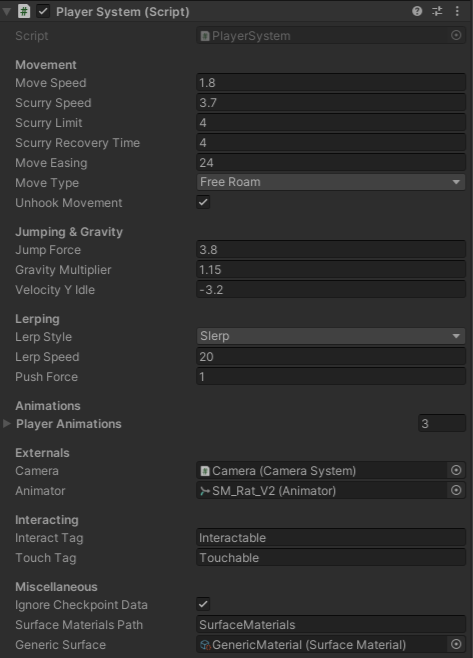 Player System (Script)
Script PlayerSystem
Movement
Move Speed 1.8
Scurry Speed 3.7
Scurry Limit 4
Scurry Recovery Time 4
Move Easing 24
Move Type Free Roam
Unhook Movement
Jumping & Gravity
Jump Force 3.8
Gravity Multiplier 1.15
Velocity Y Idle -3.2
Lerping
Lerp Style Slerp
Lerp Speed 20
Push Force 1
Animations
Player Animations 3
Externals
Camera Camera (Camera System)
Animator SM_Rat_V2 (Animator)
Interacting
Interact Tag Interactable
Touch Tag Touchable
Miscellaneous
Ignore Checkpoint Data
Surface Materials Path SurfaceMaterials
Generic Surface GenericMaterial (Surface Material)